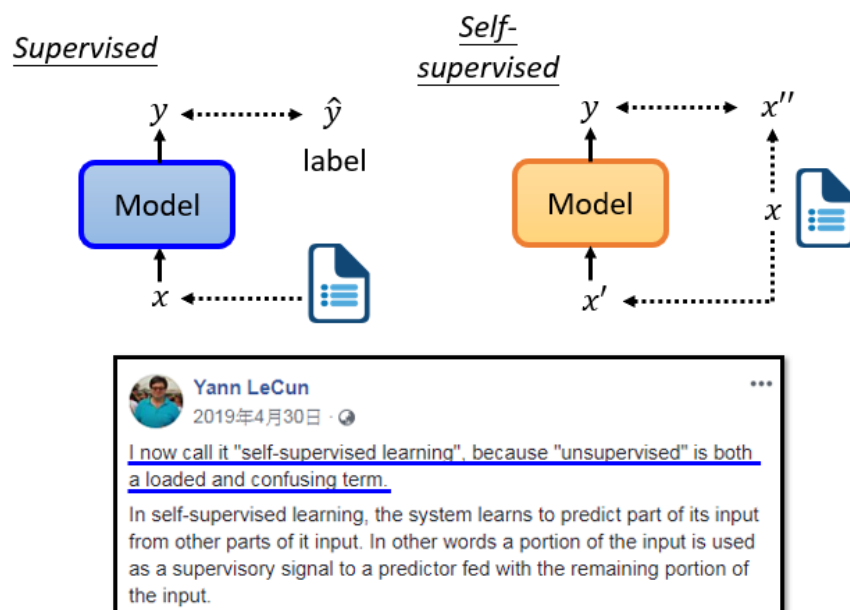 Supervised
Self-
supervised
y
ŷ
y
x′′
label
Model
Model
x
x
x′
Yann LeCun
2019年4月30日 ·
I now call it "self-supervised learning", because "unsupervised" is both
a loaded and confusing term.
In self-supervised learning, the system learns to predict part of its input
from other parts of it input. In other words a portion of the input is used
as a supervisory signal to a predictor fed with the remaining portion of
the input.